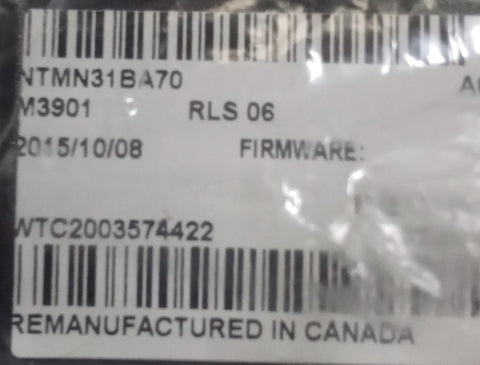 NTMN31BA70
M3901 RLS 06
2015/10/08 FIRMWARE:
WTC2003574422
REMANUFACTURED IN CANADA